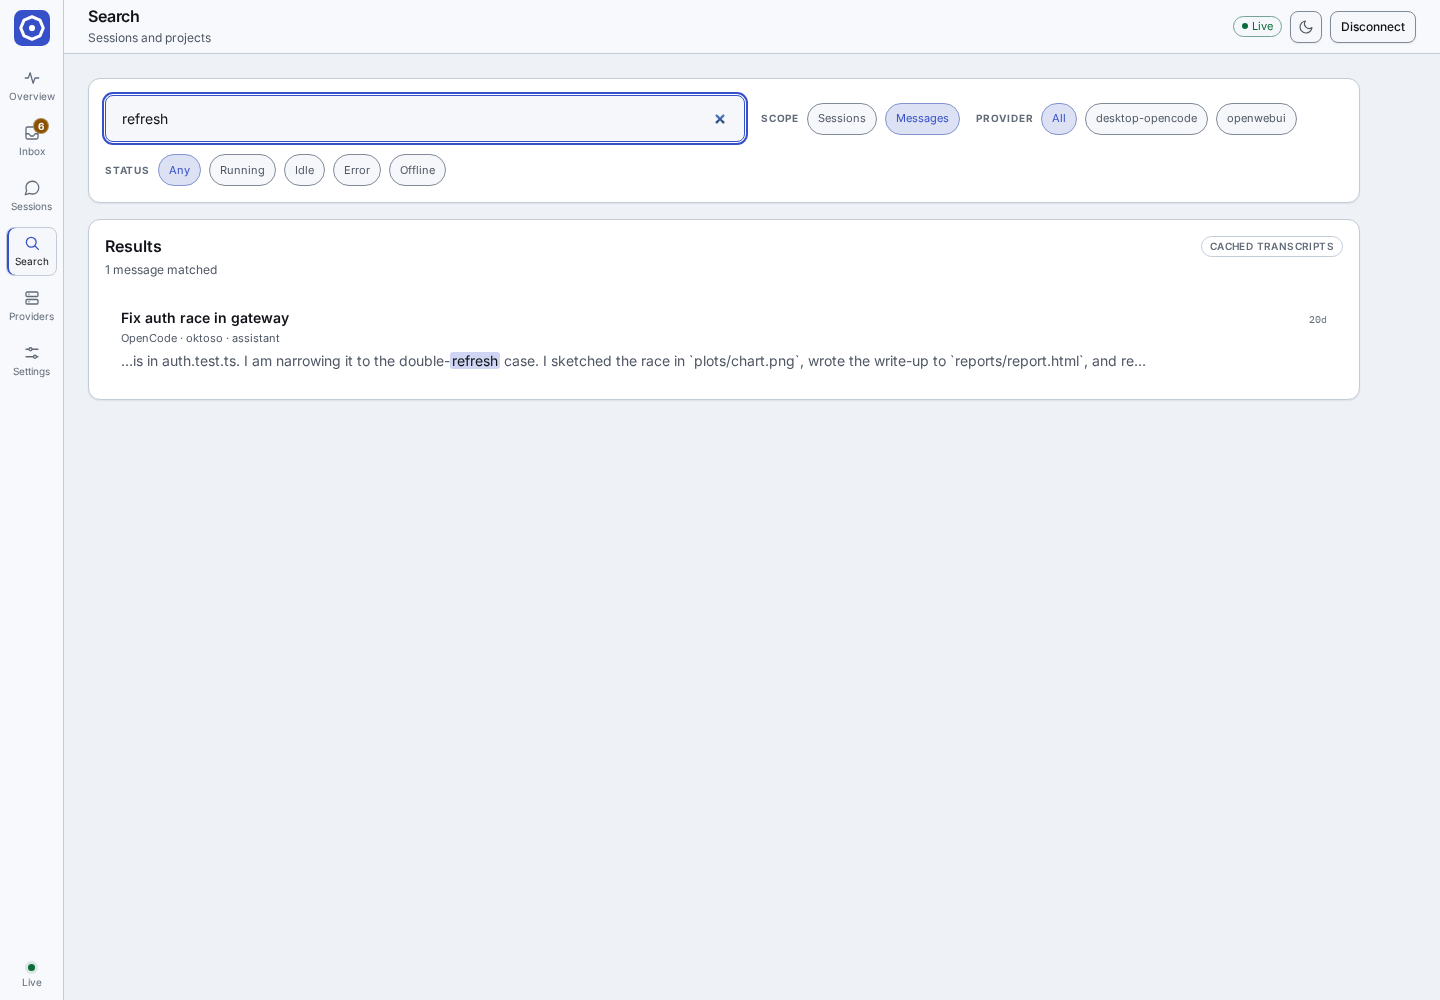 Search
Sessions and projects
Live
Disconnect
Overview
6
Inbox
Sessions
Search
Providers
Settings
Live
refresh
SCOPE Sessions Messages PROVIDER All desktop-opencode openwebui
STATUS Any Running Idle Error Offline
Results
CACHED TRANSCRIPTS
1 message matched
Fix auth race in gateway
20d
OpenCode · oktoso · assistant
...is in auth.test.ts. I am narrowing it to the double-refresh case. I sketched the race in `plots/chart.png`, wrote the write-up to `reports/report.html`, and re...